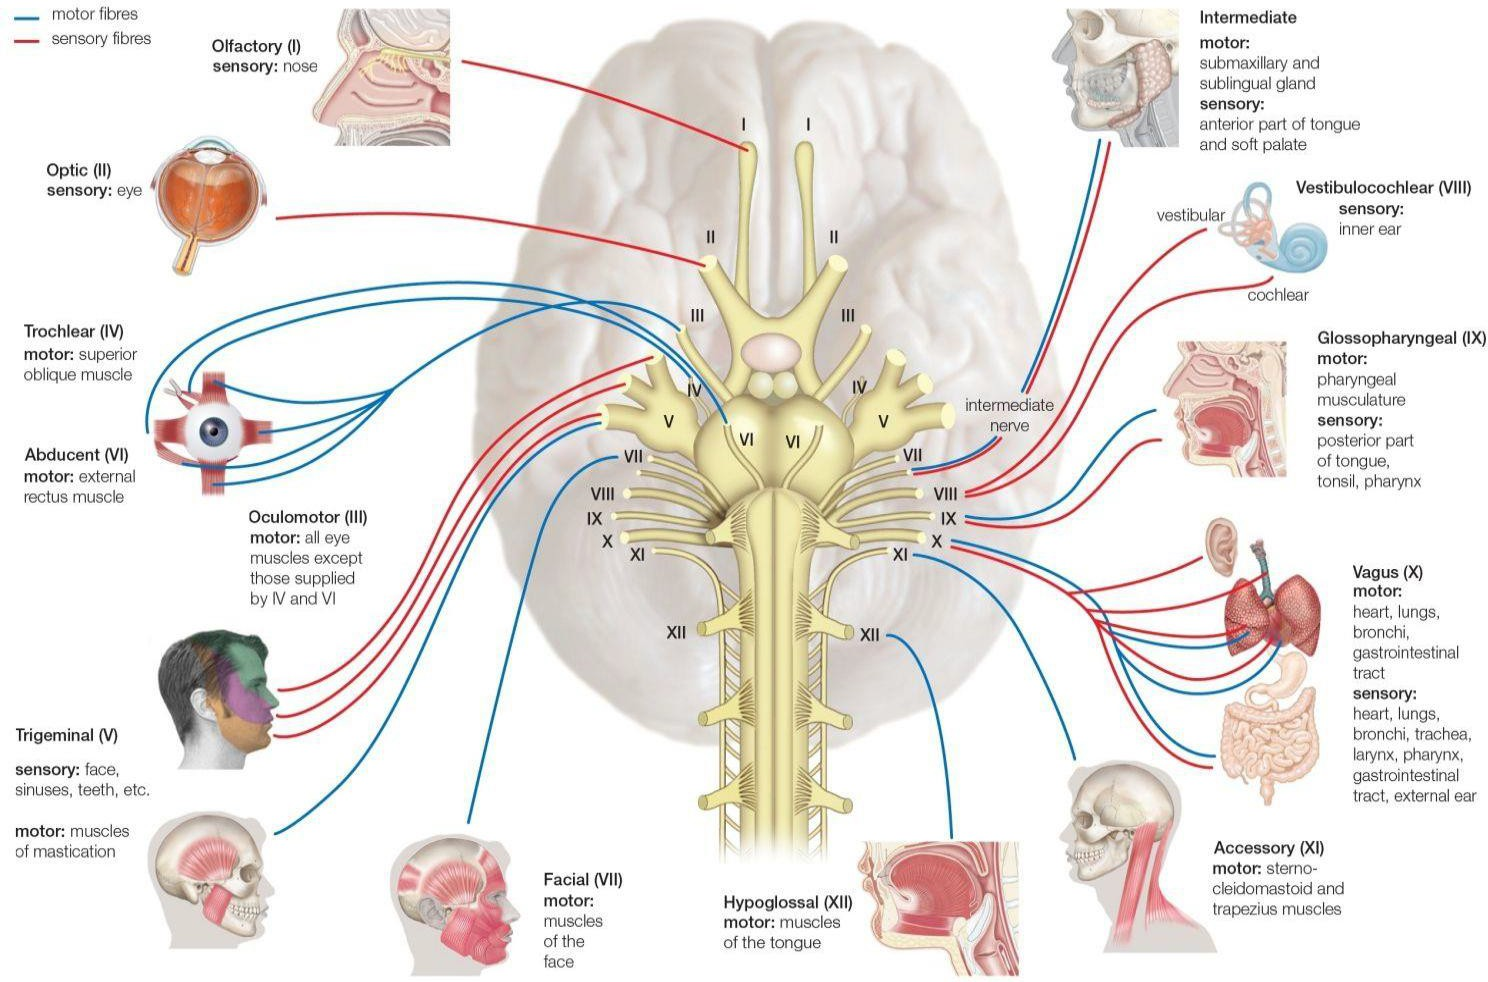 motor fibres
sensory fibres
Olfactory (I)
sensory: nose
Optic (II)
sensory: eye
Trochlear (IV)
motor: superior
oblique muscle
Abducent (VI)
motor: external
rectus muscle
Oculomotor (III)
motor: all eye
muscles except
those supplied
by IV and VI
Trigeminal (V)
sensory: face,
sinuses, teeth, etc.
motor: muscles
of mastication
Facial (VII)
motor:
muscles
of the
face
Hypoglossal (XII)
motor: muscles
of the tongue
I
I
II
II
III
III
IV
IV
V
V
VI
VI
VII
VII
VIII
VIII
IX
IX
X
X
XI
XI
XII
XII
intermediate
nerve
Intermediate
motor:
submaxillary and
sublingual gland
sensory:
anterior part of tongue
and soft palate
Vestibulocochlear (VIII)
sensory:
inner ear
vestibular
cochlear
Glossopharyngeal (IX)
motor:
pharyngeal
musculature
sensory:
posterior part
of tongue,
tonsil, pharynx
Vagus (X)
motor:
heart, lungs,
bronchi,
gastrointestinal
tract
sensory:
heart, lungs,
bronchi, trachea,
larynx, pharynx,
gastrointestinal
tract, external ear
Accessory (XI)
motor: sterno-
cleidomastoid and
trapezius muscles